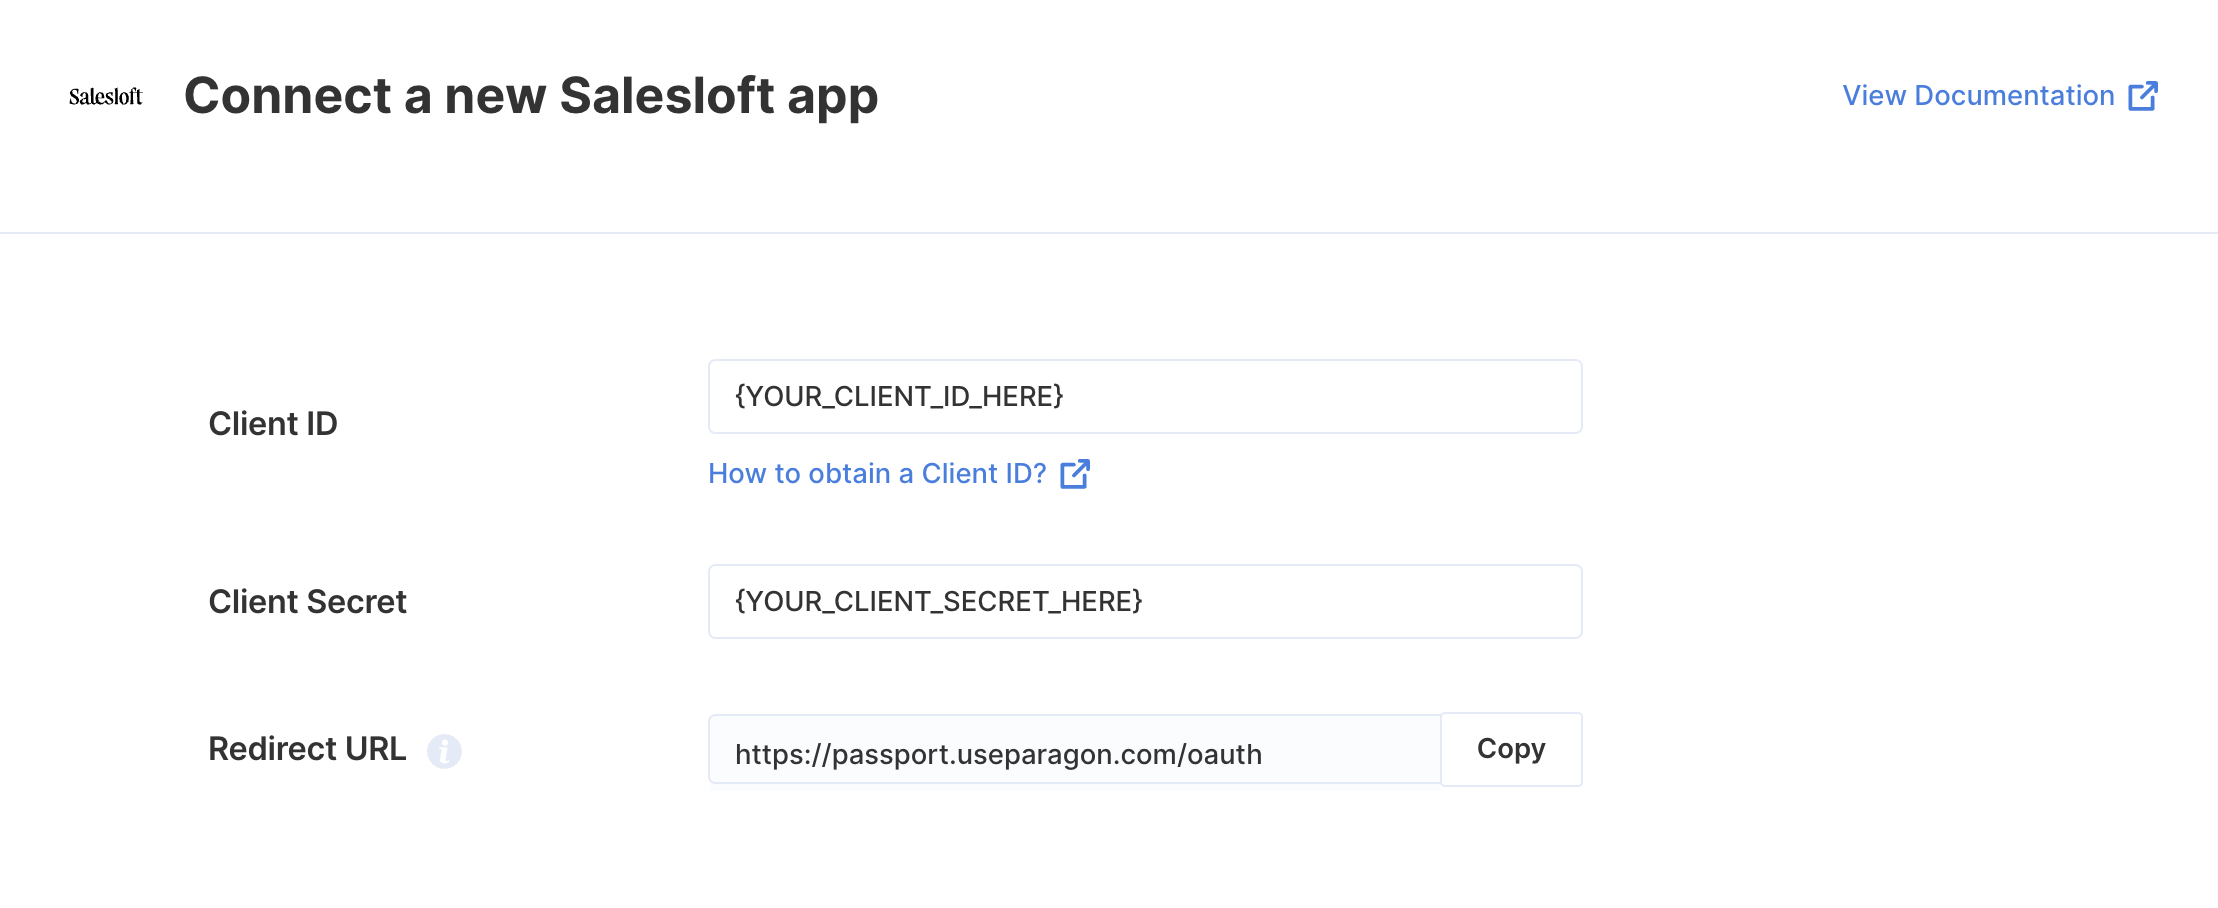 Salesloft
Connect a new Salesloft app
View Documentation
Client ID
{YOUR_CLIENT_ID_HERE}
How to obtain a Client ID?
Client Secret
{YOUR_CLIENT_SECRET_HERE}
Redirect URL
i
https://passport.useparagon.com/oauth
Copy